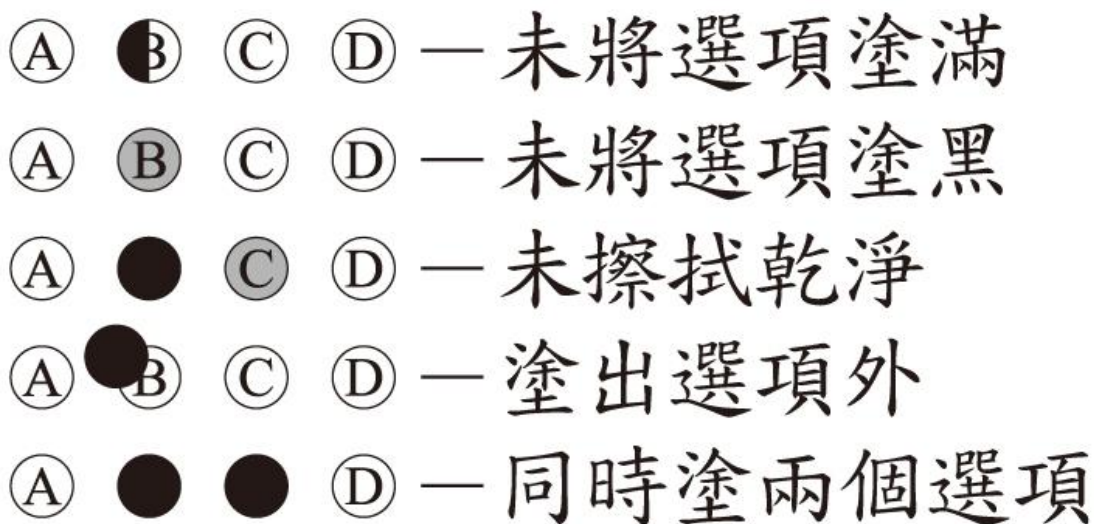 Ⓐ Ⓑ Ⓒ Ⓓ — 未將選項塗滿
Ⓐ Ⓑ Ⓒ Ⓓ — 未將選項塗黑
Ⓐ ● Ⓒ Ⓓ — 未擦拭乾淨
Ⓐ Ⓑ Ⓒ Ⓓ — 塗出選項外
Ⓐ ● ● Ⓓ — 同時塗兩個選項